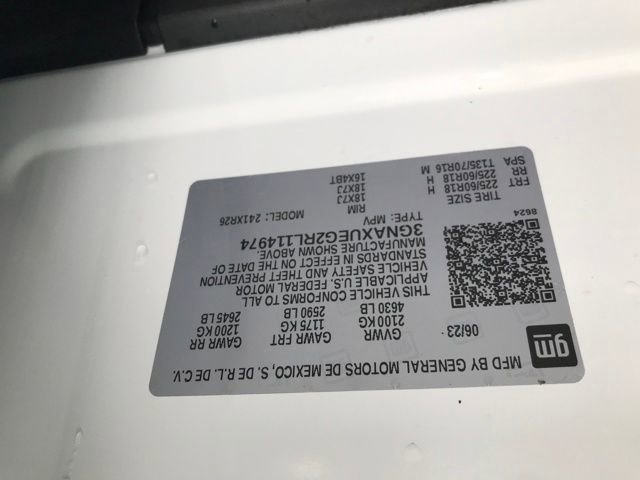 MFD BY GENERAL MOTORS DE MEXICO, S. DE R.L. DE C.V.
gm
06/23
GVWR GAWR FRT GAWR RR
2100 KG 1175 KG 1200 KG
4630 LB 2590 LB 2645 LB
THIS VEHICLE CONFORMS TO ALL
APPLICABLE U.S. FEDERAL MOTOR
VEHICLE SAFETY AND THEFT PREVENTION
STANDARDS IN EFFECT ON THE DATE OF
MANUFACTURE SHOWN ABOVE.
3GNAXUEG2RL114974
TYPE: MPV MODEL: 241XR26
8624
TIRE SIZE RIM
FRT 225/60R18 H 18X7J
RR 225/60R18 H 18X7J
SPA T135/70R16 M 16X4BT